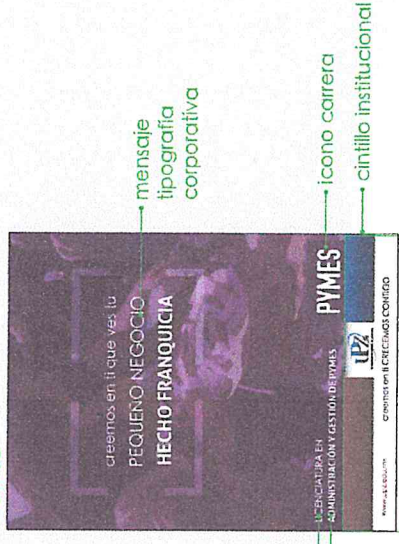 creemos en ti que ves tu
PEQUEÑO NEGOCIO
HECHO FRANQUICIA
mensaje
tipografía
corporativa
LICENCIATURA EN
ADMINISTRACIÓN Y GESTIÓN DE PYMES
PYMES
icono carrera
cintillo institucional
creemos en ti CRECEMOS CONTIGO